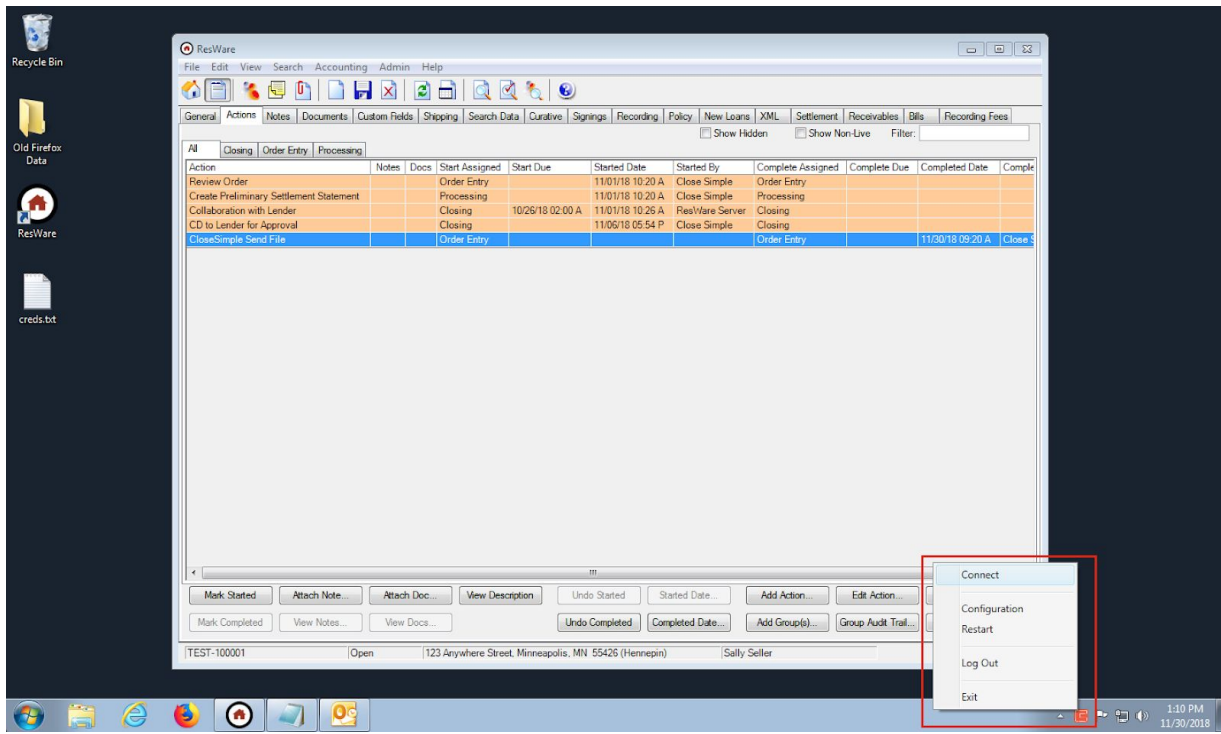 Recycle Bin
Old Firefox
Data
ResWare
creds.txt
ResWare
File Edit View Search Accounting Admin Help
General Actions Notes Documents Custom Fields Shipping Search Data Curative Signings Recording Policy New Loans XML Settlement Receivables Bills Recording Fees
Show Hidden Show Non-Live Filter:
All Closing Order Entry Processing
Action Notes Docs Start Assigned Start Due Started Date Started By Complete Assigned Complete Due Completed Date Comple
Review Order Order Entry 11/01/18 10:20 A Close Simple Order Entry
Create Preliminary Settlement Statement Processing 11/01/18 10:20 A Close Simple Processing
Collaboration with Lender Closing 10/26/18 02:00 A 11/01/18 10:26 A ResWare Server Closing
CD to Lender for Approval Closing 11/06/18 05:54 P Close Simple Closing
CloseSimple Send File Order Entry Order Entry 11/30/18 09:20 A Close S
Mark Started Attach Note... Attach Doc... View Description Undo Started Started Date... Add Action... Edit Action...
Mark Completed View Notes... View Docs... Undo Completed Completed Date... Add Group(s)... Group Audit Trail...
TEST-100001 Open 123 Anywhere Street, Minneapolis, MN 55426 (Hennepin) Sally Seller
Connect
Configuration
Restart
Log Out
Exit
1:10 PM
11/30/2018